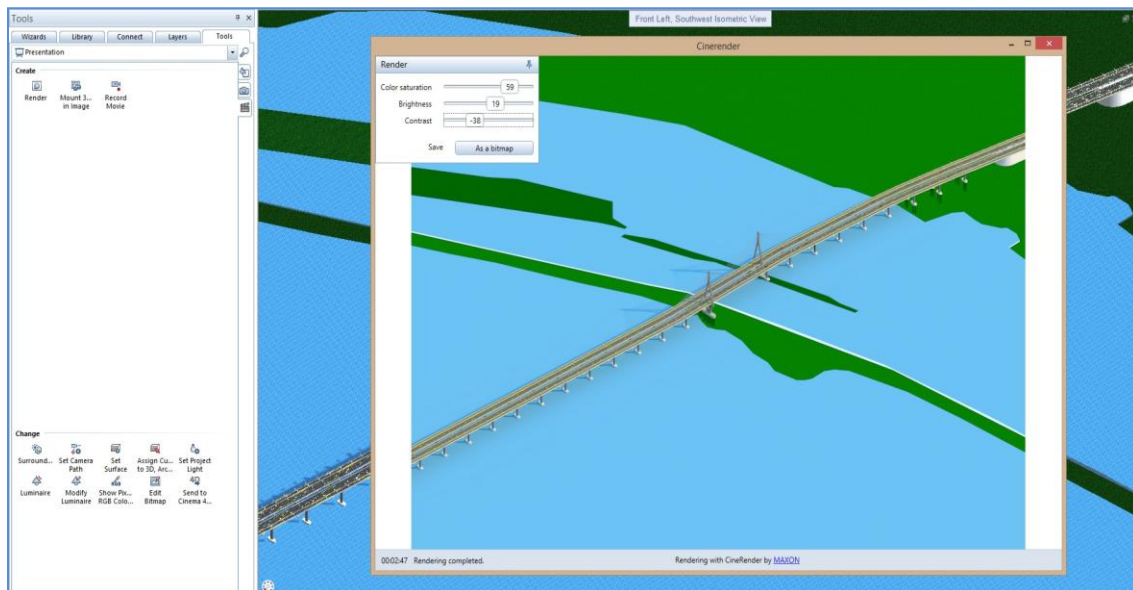 Tools
Wizards Library Connect Layers Tools
Presentation
Create
Render Mount 3... in Image Record Movie
Change
Surround... Set Camera Path Set Surface Assign Cu... to 3D, Arc... Set Project Light
Luminaire Modify Luminaire Show Pix... RGB Colo... Edit Bitmap Send to Cinema 4...
Front Left, Southwest Isometric View
Cinerender
Render
Color saturation 59
Brightness 19
Contrast -38
Save As a bitmap
00:02:47 Rendering completed. Rendering with CineRender by MAXON